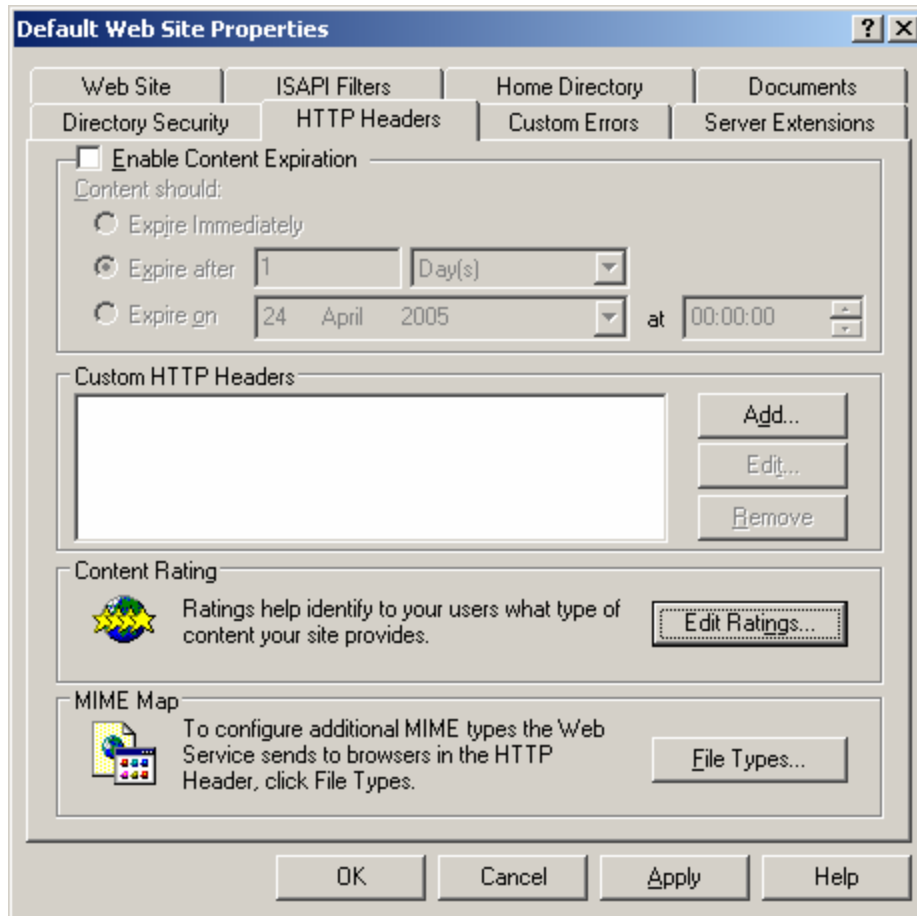 Default Web Site Properties
Web Site ISAPI Filters Home Directory Documents
Directory Security HTTP Headers Custom Errors Server Extensions
Enable Content Expiration
Content should:
Expire Immediately
Expire after 1 Day(s)
Expire on 24 April 2005 at 00:00:00
Custom HTTP Headers
Add...
Edit...
Remove
Content Rating
Ratings help identify to your users what type of
content your site provides.
Edit Ratings...
MIME Map
To configure additional MIME types the Web
Service sends to browsers in the HTTP
Header, click File Types.
File Types...
OK Cancel Apply Help